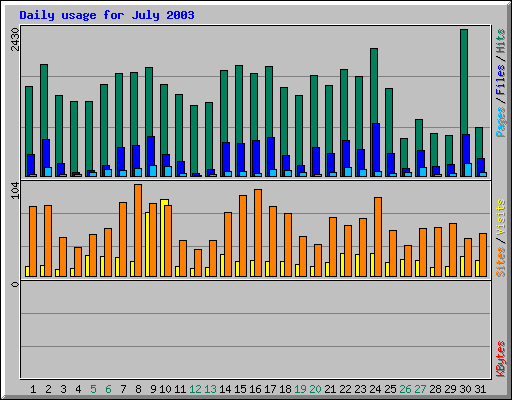 Daily usage for July 2003
2430
104
0
Pages / Files / Hits
Sites / Visits
KBytes
1 2 3 4 5 6 7 8 9 10 11 12 13 14 15 16 17 18 19 20 21 22 23 24 25 26 27 28 29 30 31